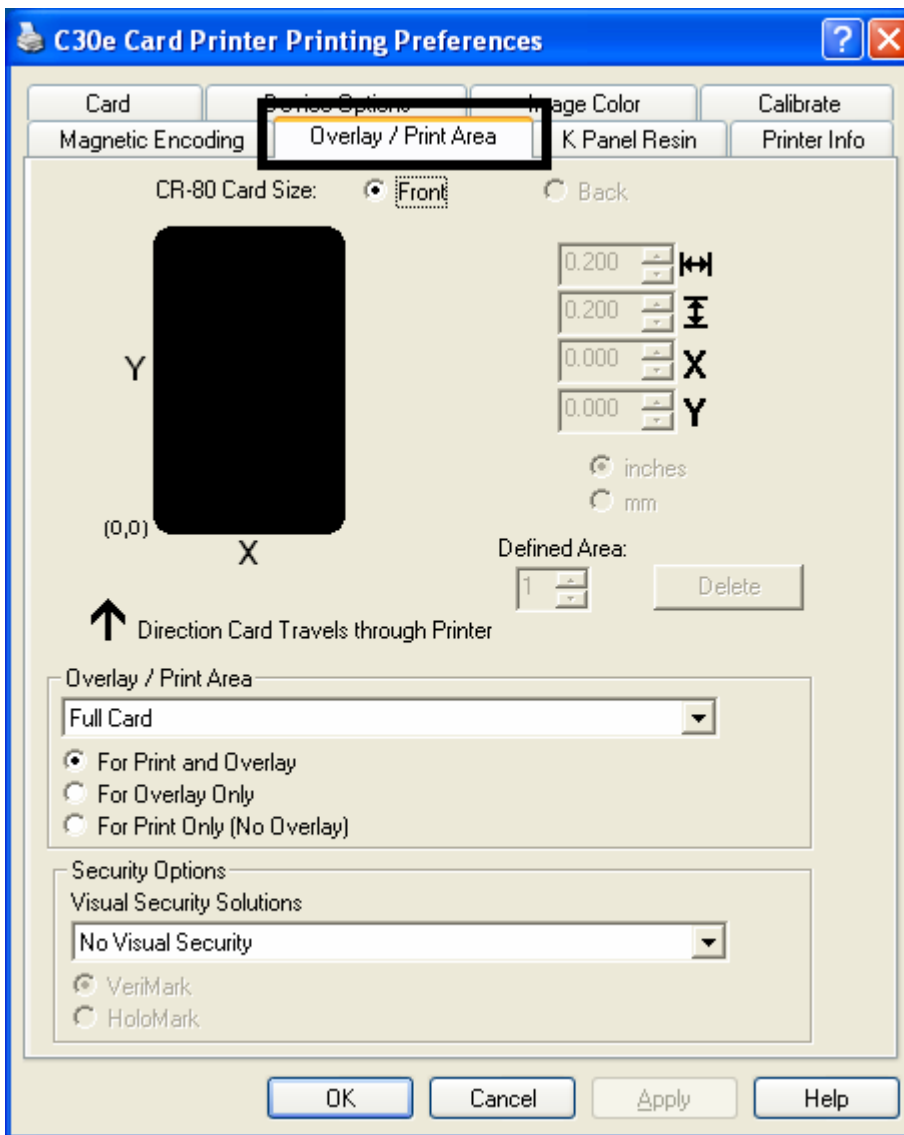 C30e Card Printer Printing Preferences
Card Device Options Image Color Calibrate
Magnetic Encoding Overlay / Print Area K Panel Resin Printer Info
CR-80 Card Size: Front Back
0.200
0.200
Y
0.000 X
0.000 Y
inches
mm
(0,0)
X
Defined Area:
1 Delete
Direction Card Travels through Printer
Overlay / Print Area
Full Card
For Print and Overlay
For Overlay Only
For Print Only (No Overlay)
Security Options
Visual Security Solutions
No Visual Security
VeriMark
HoloMark
OK Cancel Apply Help